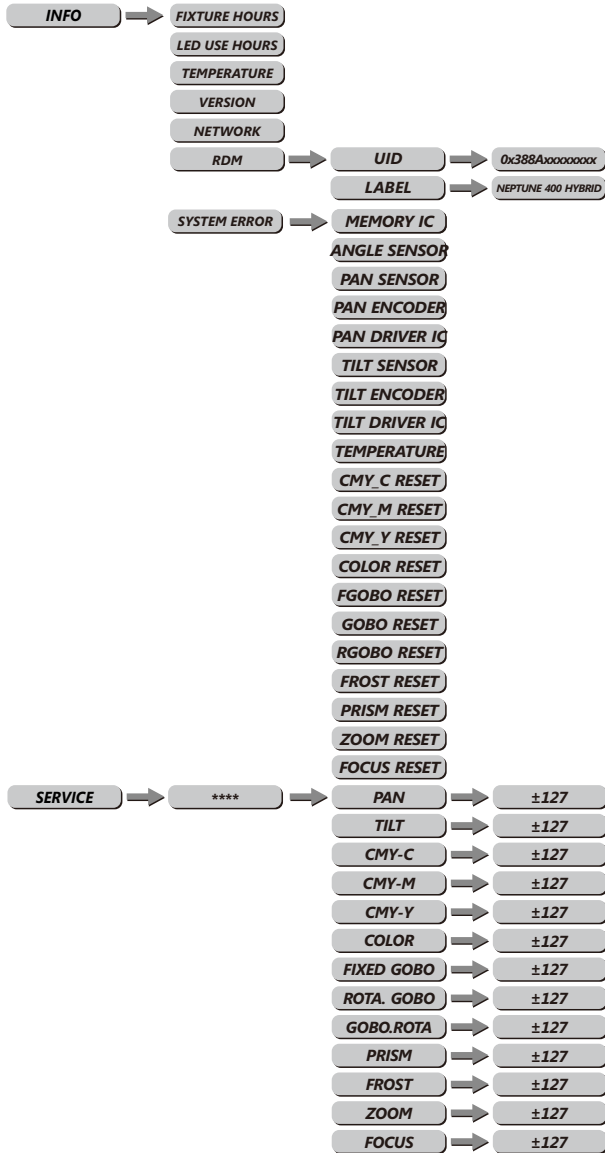 INFO FIXTURE HOURS
LED USE HOURS
TEMPERATURE
VERSION
NETWORK
RDM UID 0x388Axxxxxxxx
LABEL NEPTUNE 400 HYBRID
SYSTEM ERROR MEMORY IC
ANGLE SENSOR
PAN SENSOR
PAN ENCODER
PAN DRIVER IC
TILT SENSOR
TILT ENCODER
TILT DRIVER IC
TEMPERATURE
CMY_C RESET
CMY_M RESET
CMY_Y RESET
COLOR RESET
FGOBO RESET
GOBO RESET
RGOBO RESET
FROST RESET
PRISM RESET
ZOOM RESET
FOCUS RESET
SERVICE **** PAN ±127
TILT ±127
CMY-C ±127
CMY-M ±127
CMY-Y ±127
COLOR ±127
FIXED GOBO ±127
ROTA. GOBO ±127
GOBO.ROTA ±127
PRISM ±127
FROST ±127
ZOOM ±127
FOCUS ±127